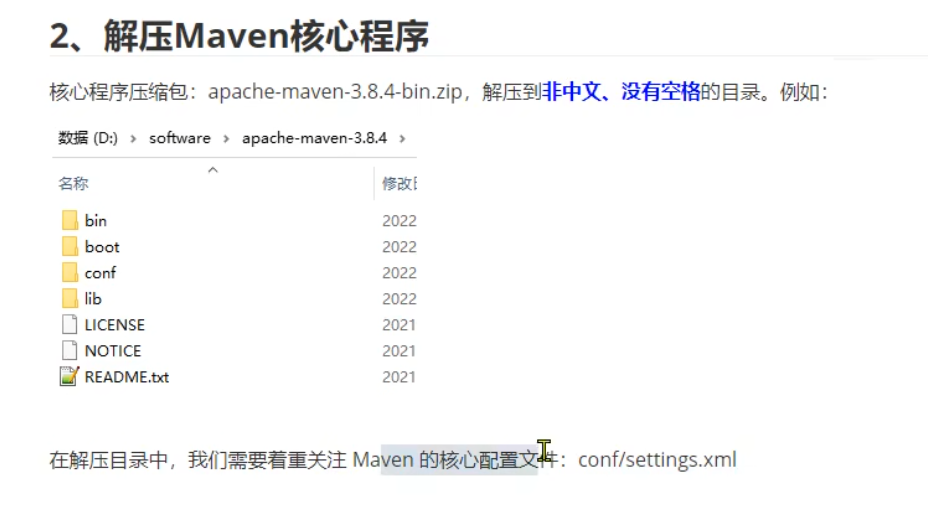 2、解压Maven核心程序
核心程序压缩包：apache-maven-3.8.4-bin.zip，解压到非中文、没有空格的目录。例如：
数据 (D:) › software › apache-maven-3.8.4 ›
名称 修改日
bin 2022
boot 2022
conf 2022
lib 2022
LICENSE 2021
NOTICE 2021
README.txt 2021
在解压目录中，我们需要着重关注 Maven 的核心配置文件：conf/settings.xml